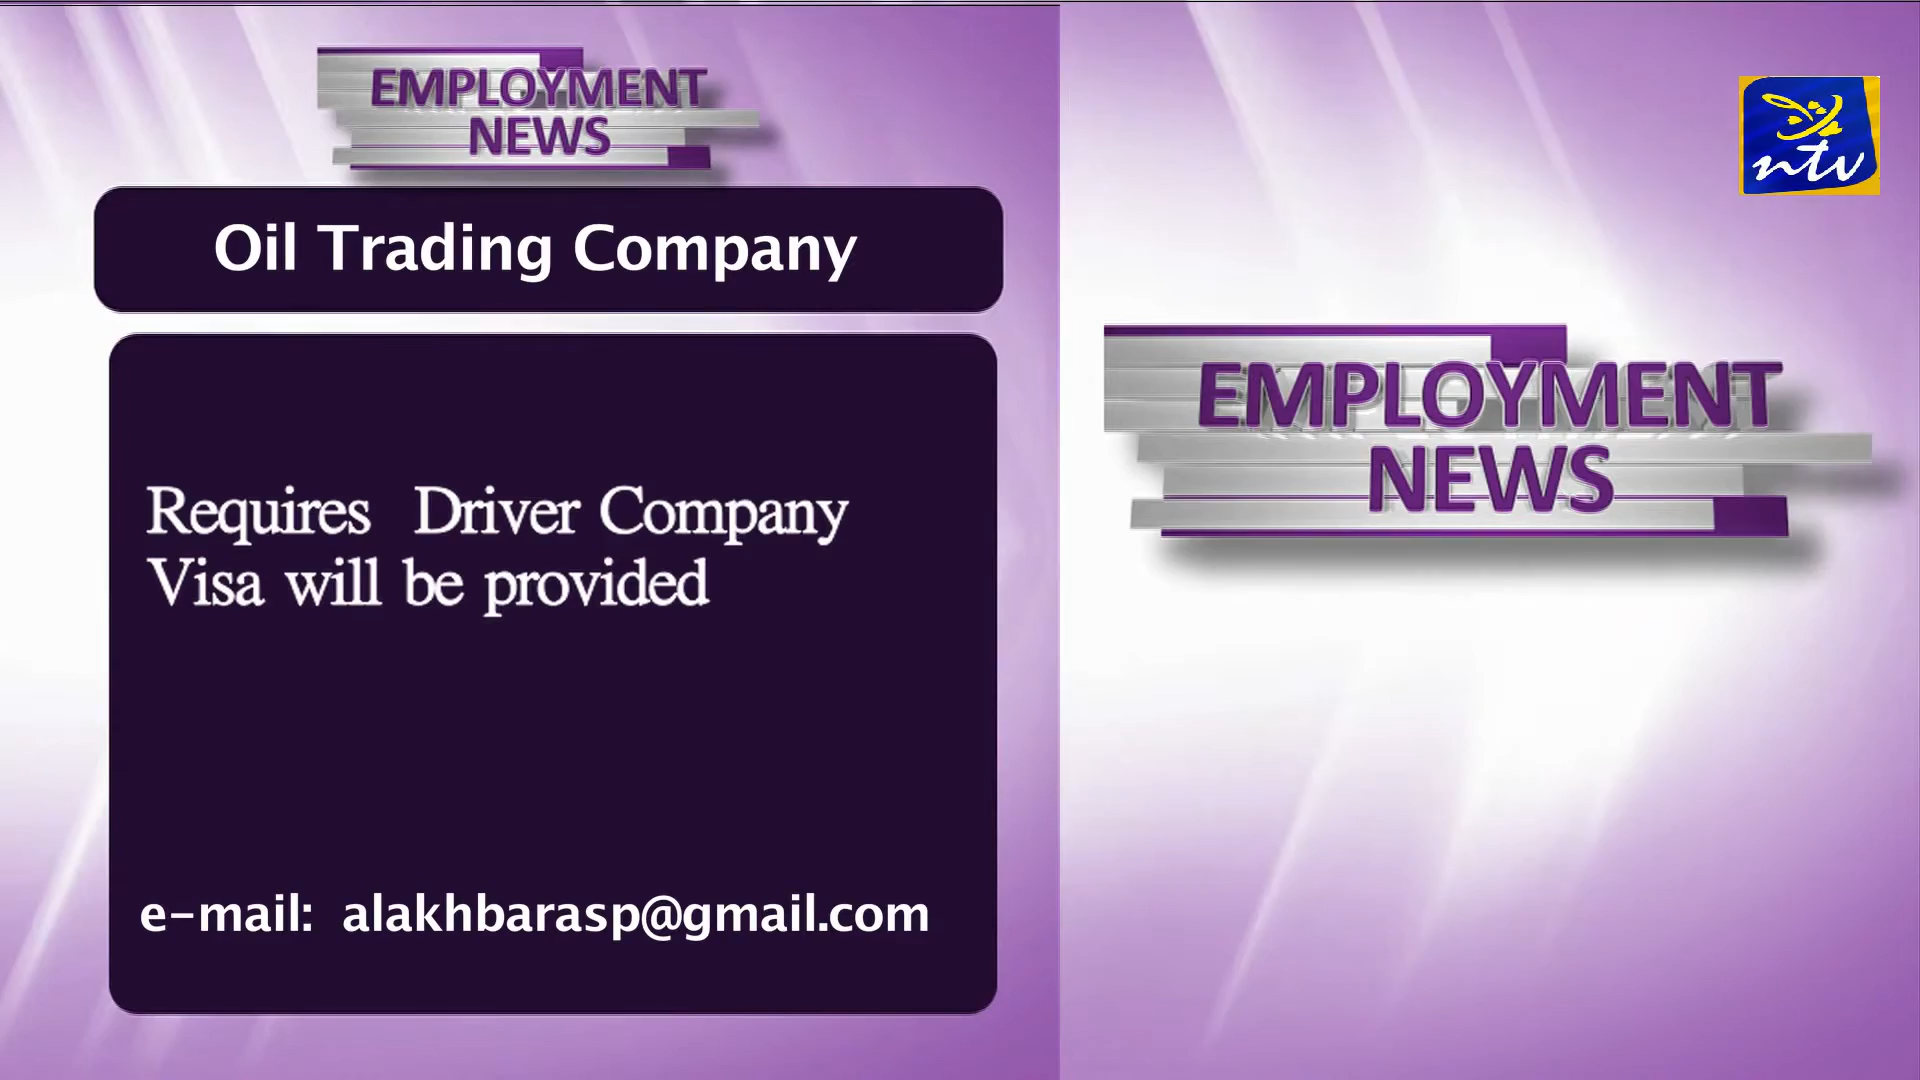 EMPLOYMENT
NEWS
Oil Trading Company
Requires Driver Company
Visa will be provided
e-mail: alakhbarasp@gmail.com
ntv
EMPLOYMENT
NEWS